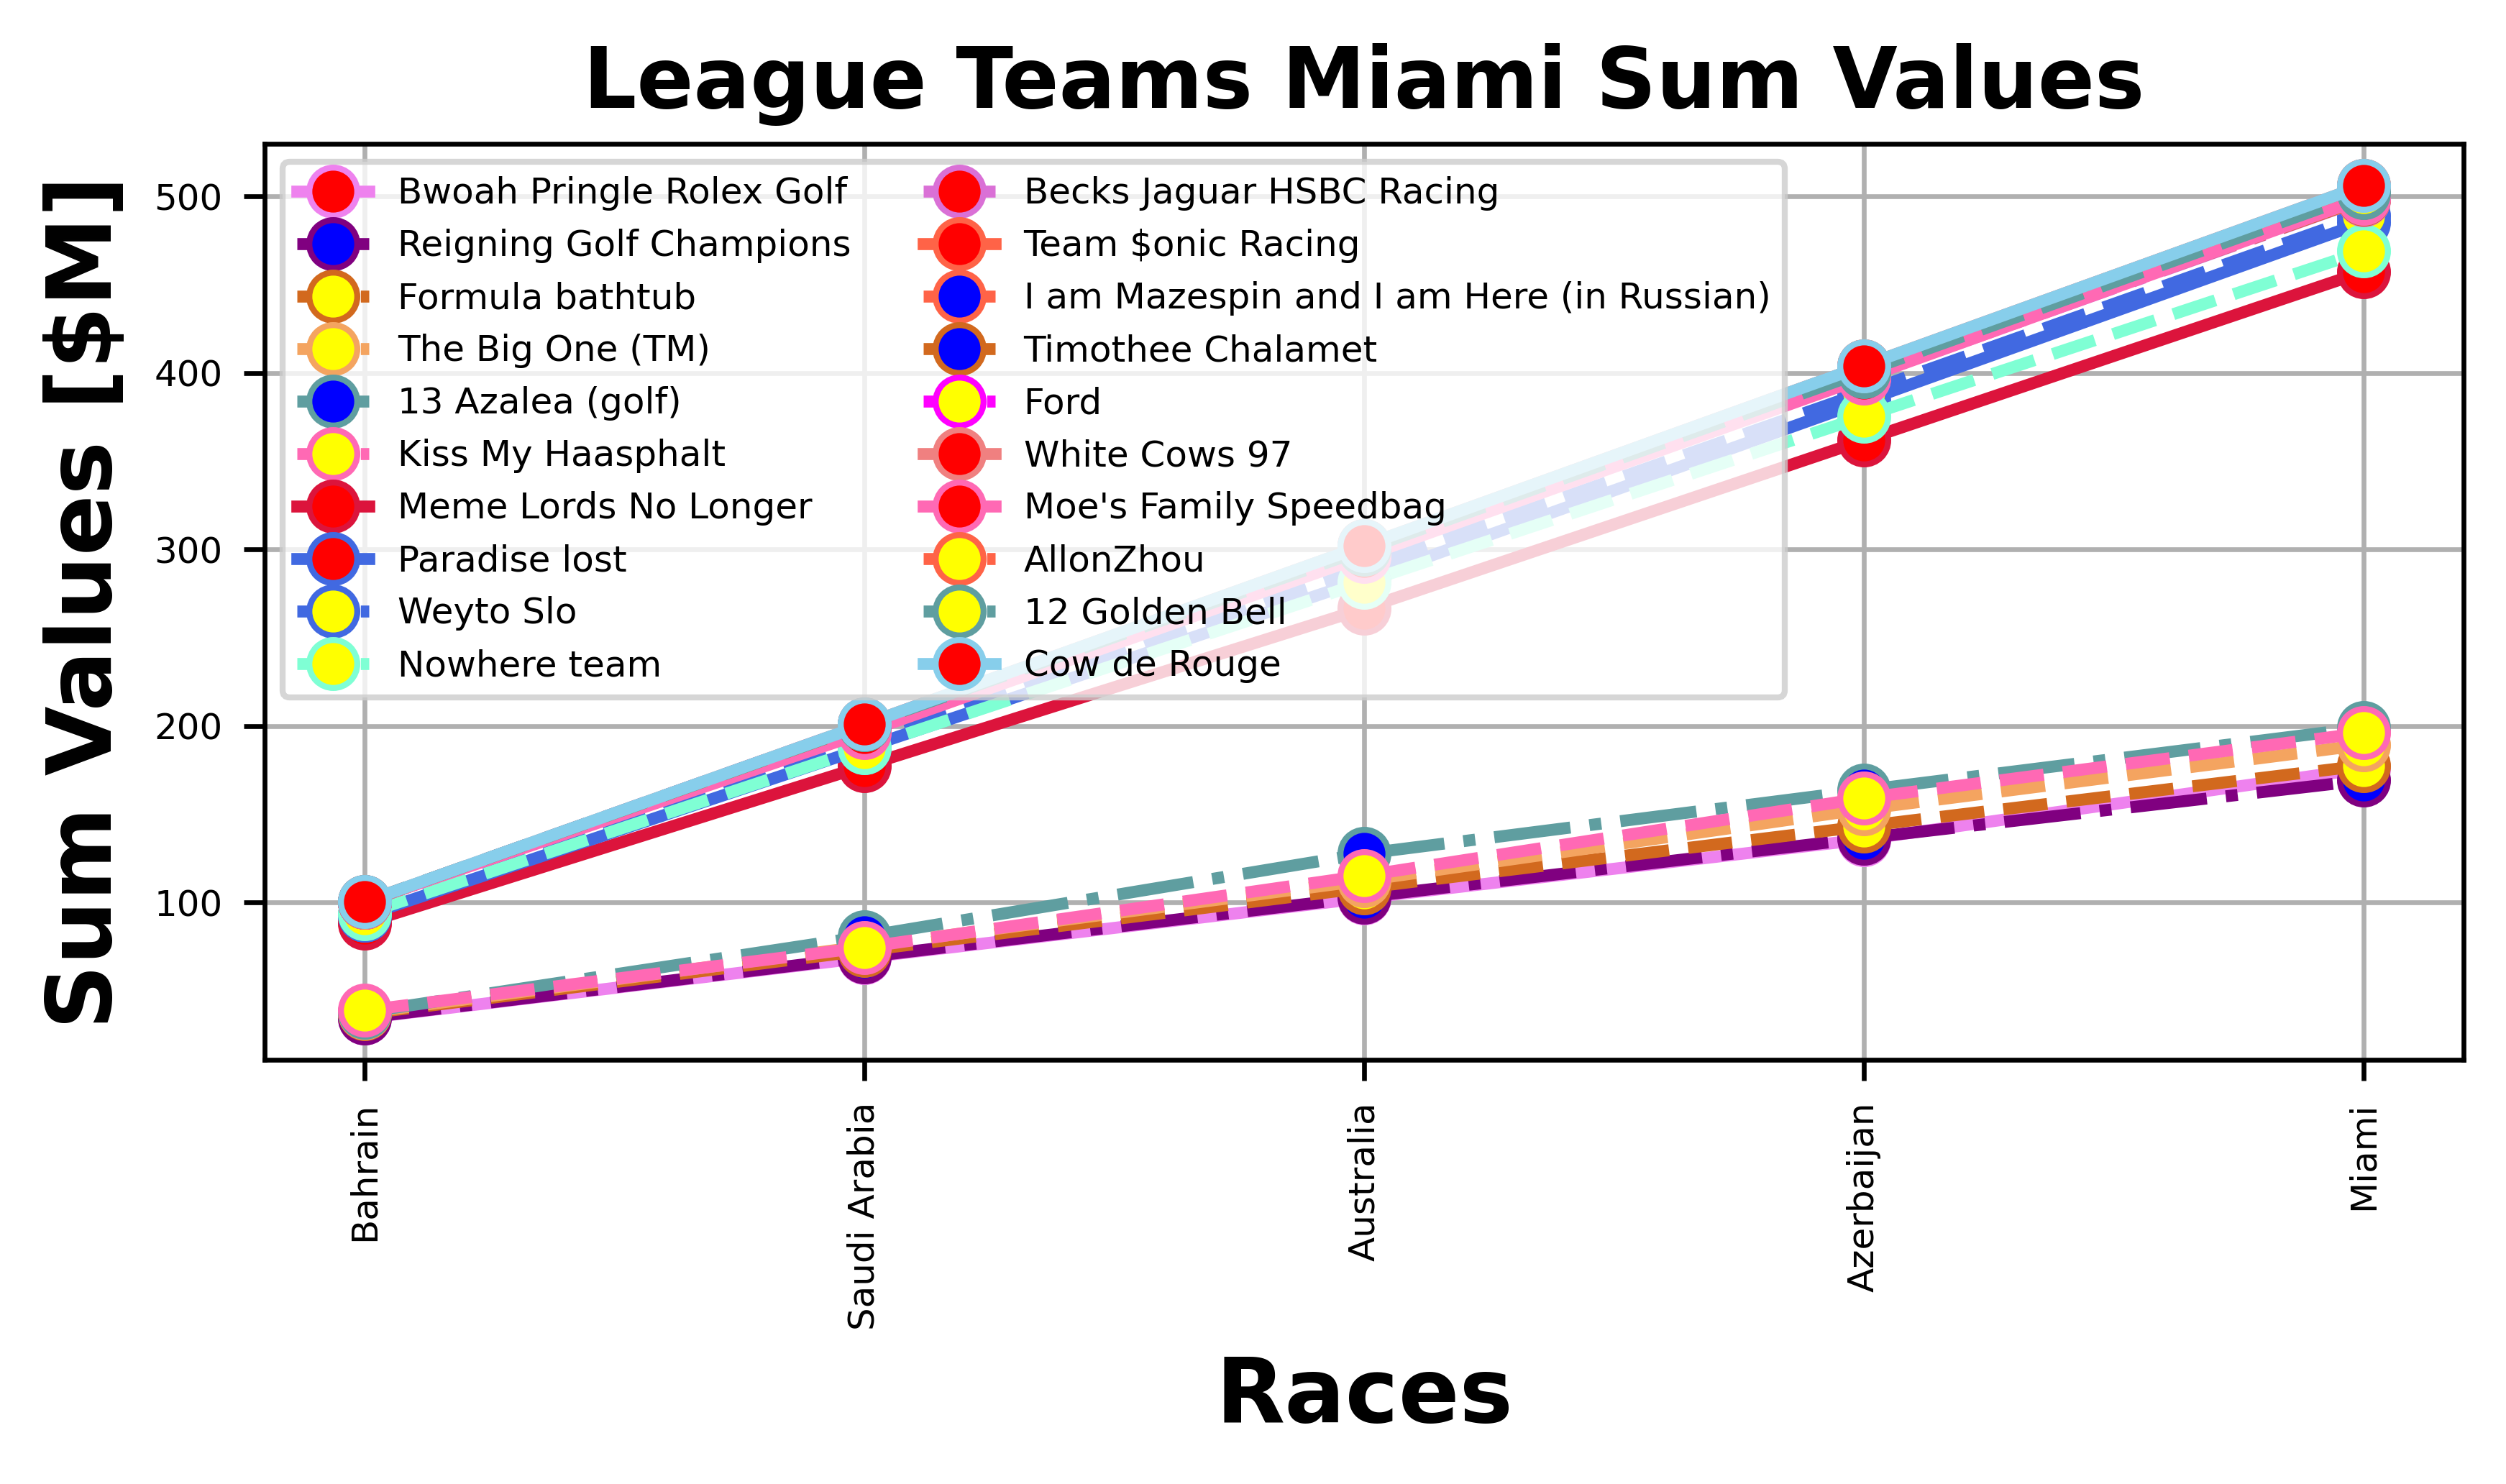 League Teams Miami Sum Values
Sum Values [$M]
500
400
300
200
100
Bwoah Pringle Rolex Golf
Reigning Golf Champions
Formula bathtub
The Big One (TM)
13 Azalea (golf)
Kiss My Haasphalt
Meme Lords No Longer
Paradise lost
Weyto Slo
Nowhere team
Becks Jaguar HSBC Racing
Team $onic Racing
I am Mazespin and I am Here (in Russian)
Timothee Chalamet
Ford
White Cows 97
Moe's Family Speedbag
AllonZhou
12 Golden Bell
Cow de Rouge
Bahrain
Saudi Arabia
Australia
Azerbaijan
Miami
Races